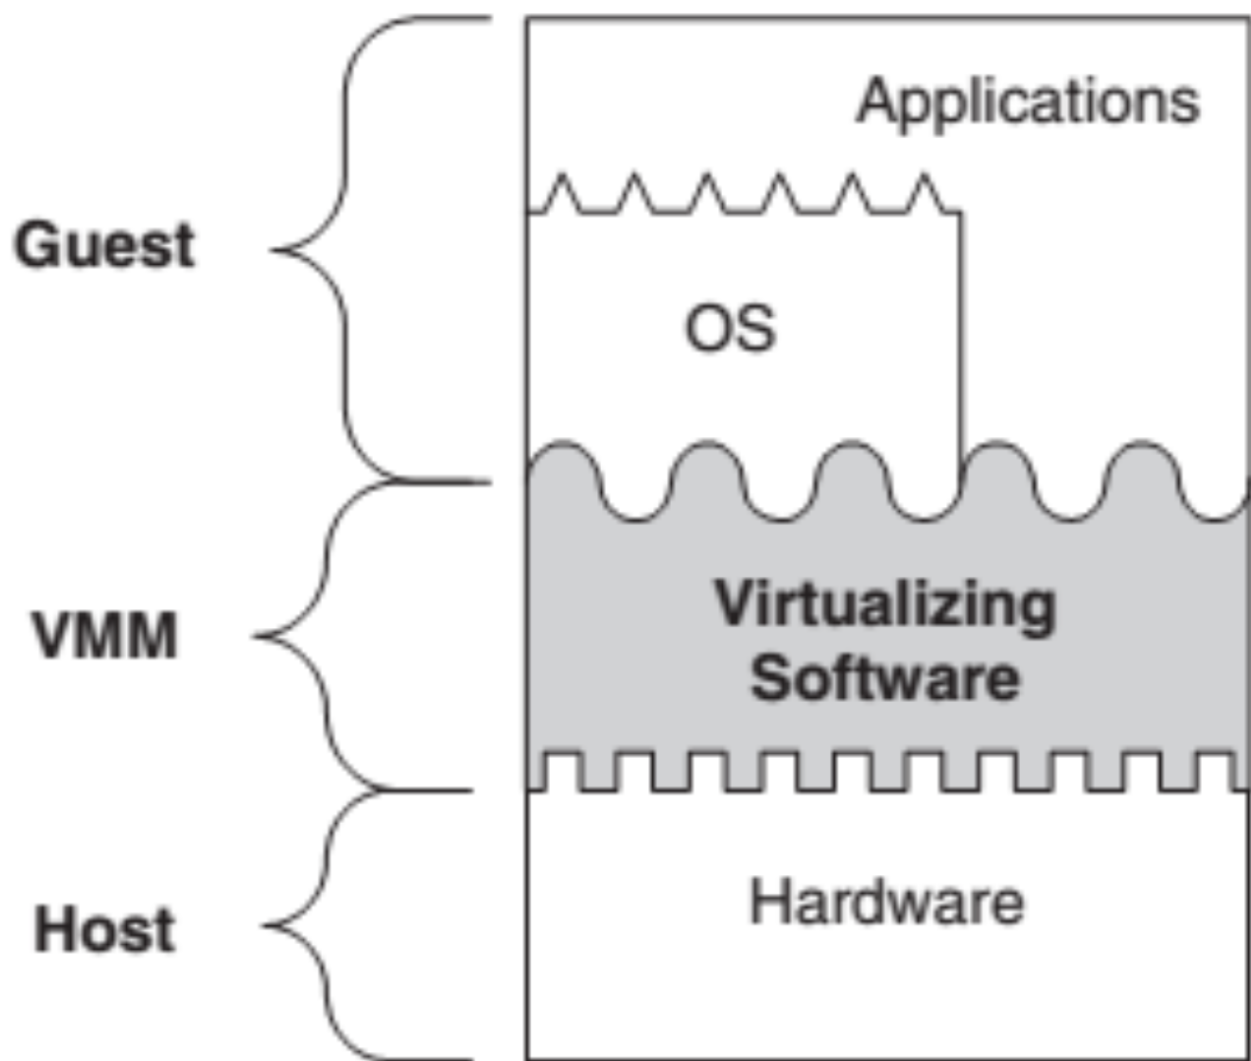 Applications
Guest
OS
Virtualizing
Software
VMM
Hardware
Host